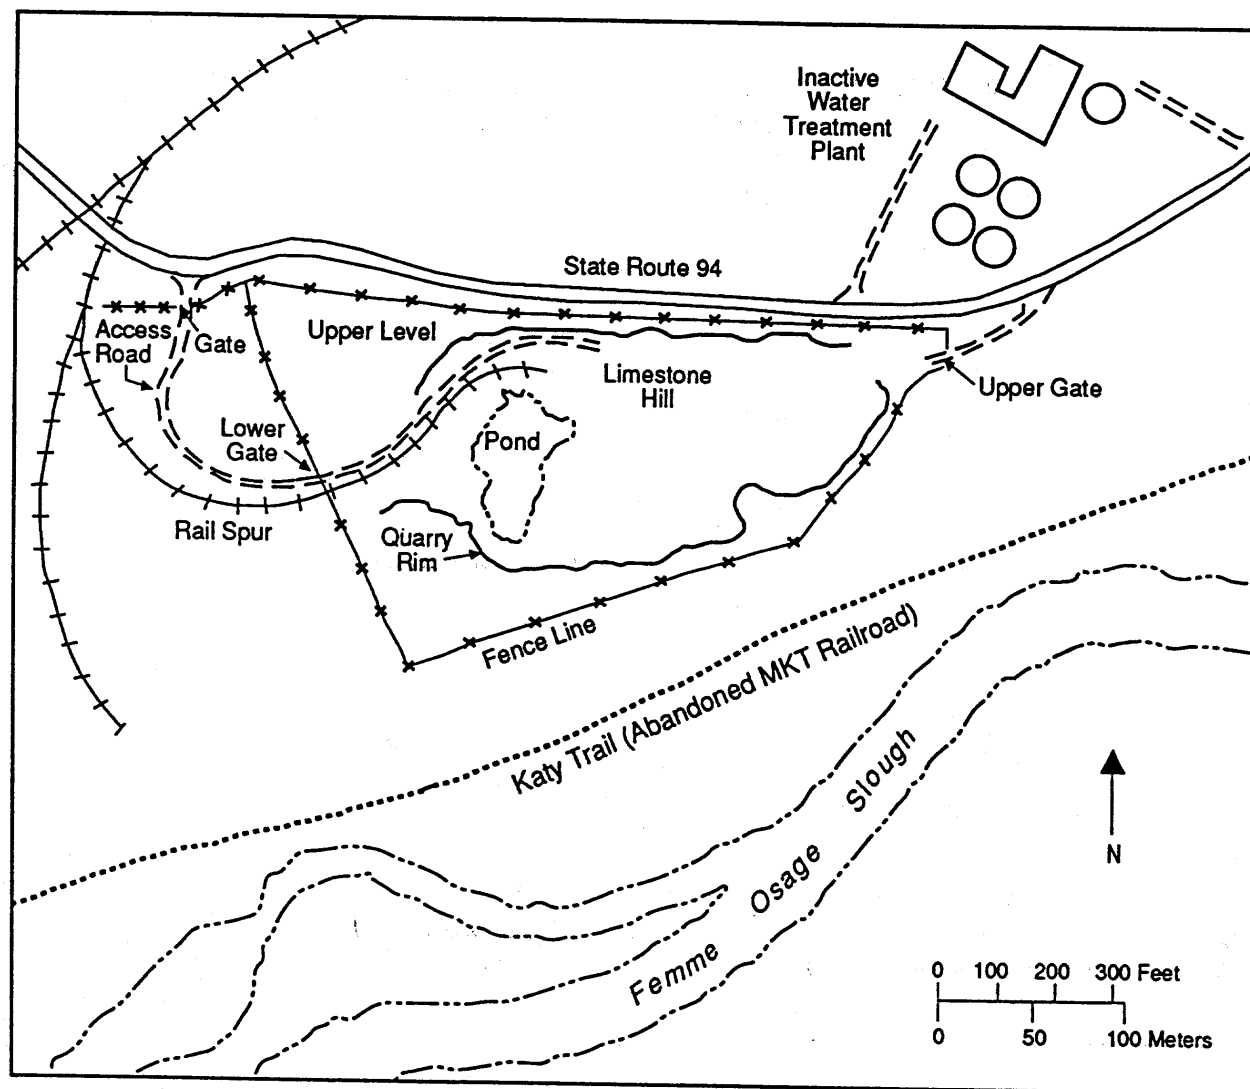 Inactive
Water
Treatment
Plant
State Route 94
Access
Road
Gate
Upper Level
Limestone
Hill
Upper Gate
Lower
Gate
Pond
Rail Spur
Quarry
Rim
Fence Line
Katy Trail (Abandoned MKT Railroad)
Femme Osage Slough
N
0 100 200 300 Feet
0 50 100 Meters